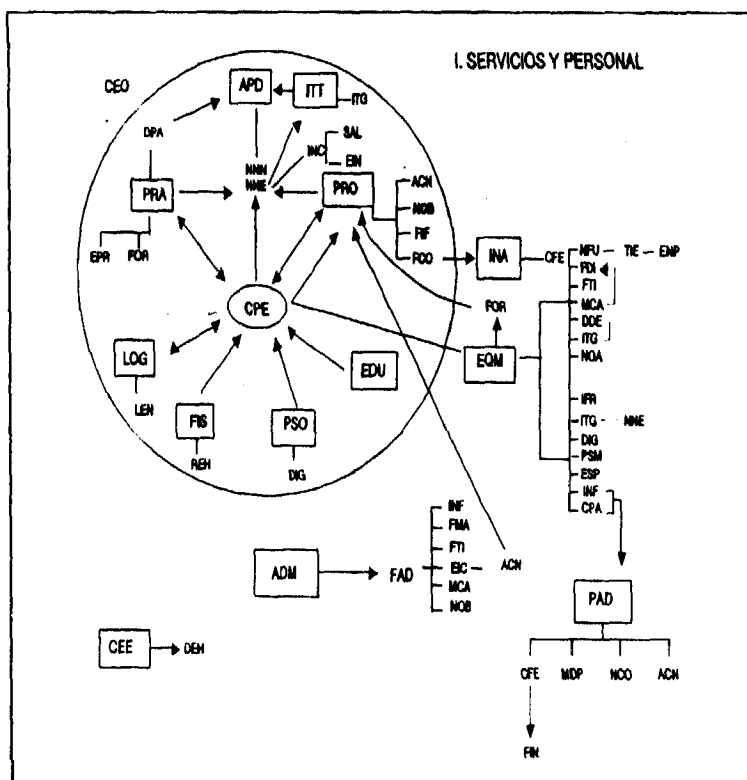 I. SERVICIOS Y PERSONAL
CEO
APD
ITT
ITG
DPA
SAL
INC
EIN
NNN
NNE
PRA
PRO
ACN
NOB
RIF
FCO
EPR
FOR
INA
CFE
MFU
TIE
EMP
FDI
FTI
MCA
DDE
ITG
NOA
CPE
FOR
EQM
LOG
LEN
EDU
FIS
REH
PSO
DIG
IFR
ITG
NNE
DIG
PSM
ESP
INF
CPA
ADM
FAD
INF
FMA
FTI
EIC
ACN
MCA
NOB
PAD
CEE
DEH
CFE
MDP
NCO
ACN
FIN